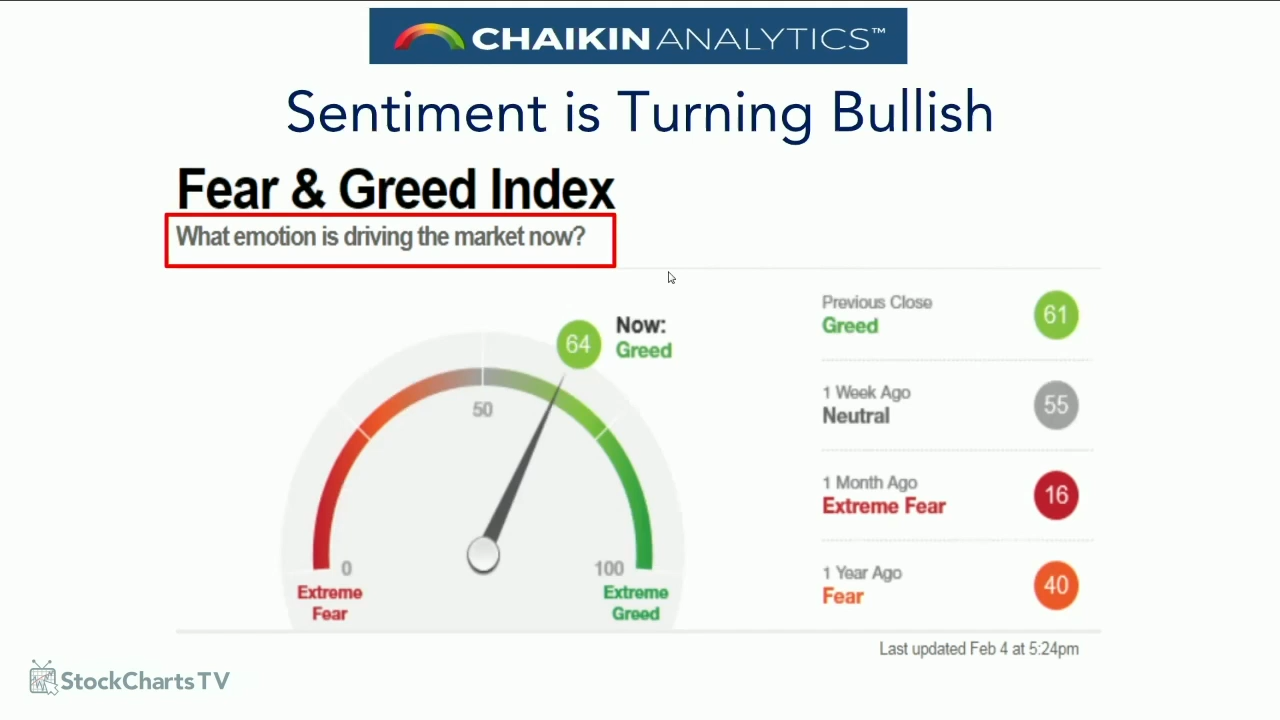 CHAIKIN ANALYTICS™
Sentiment is Turning Bullish
Fear & Greed Index
What emotion is driving the market now?
Now:
Greed
64
50
0
100
Extreme
Fear
Extreme
Greed
Previous Close
Greed
61
1 Week Ago
Neutral
55
1 Month Ago
Extreme Fear
16
1 Year Ago
Fear
40
Last updated Feb 4 at 5:24pm
StockCharts TV